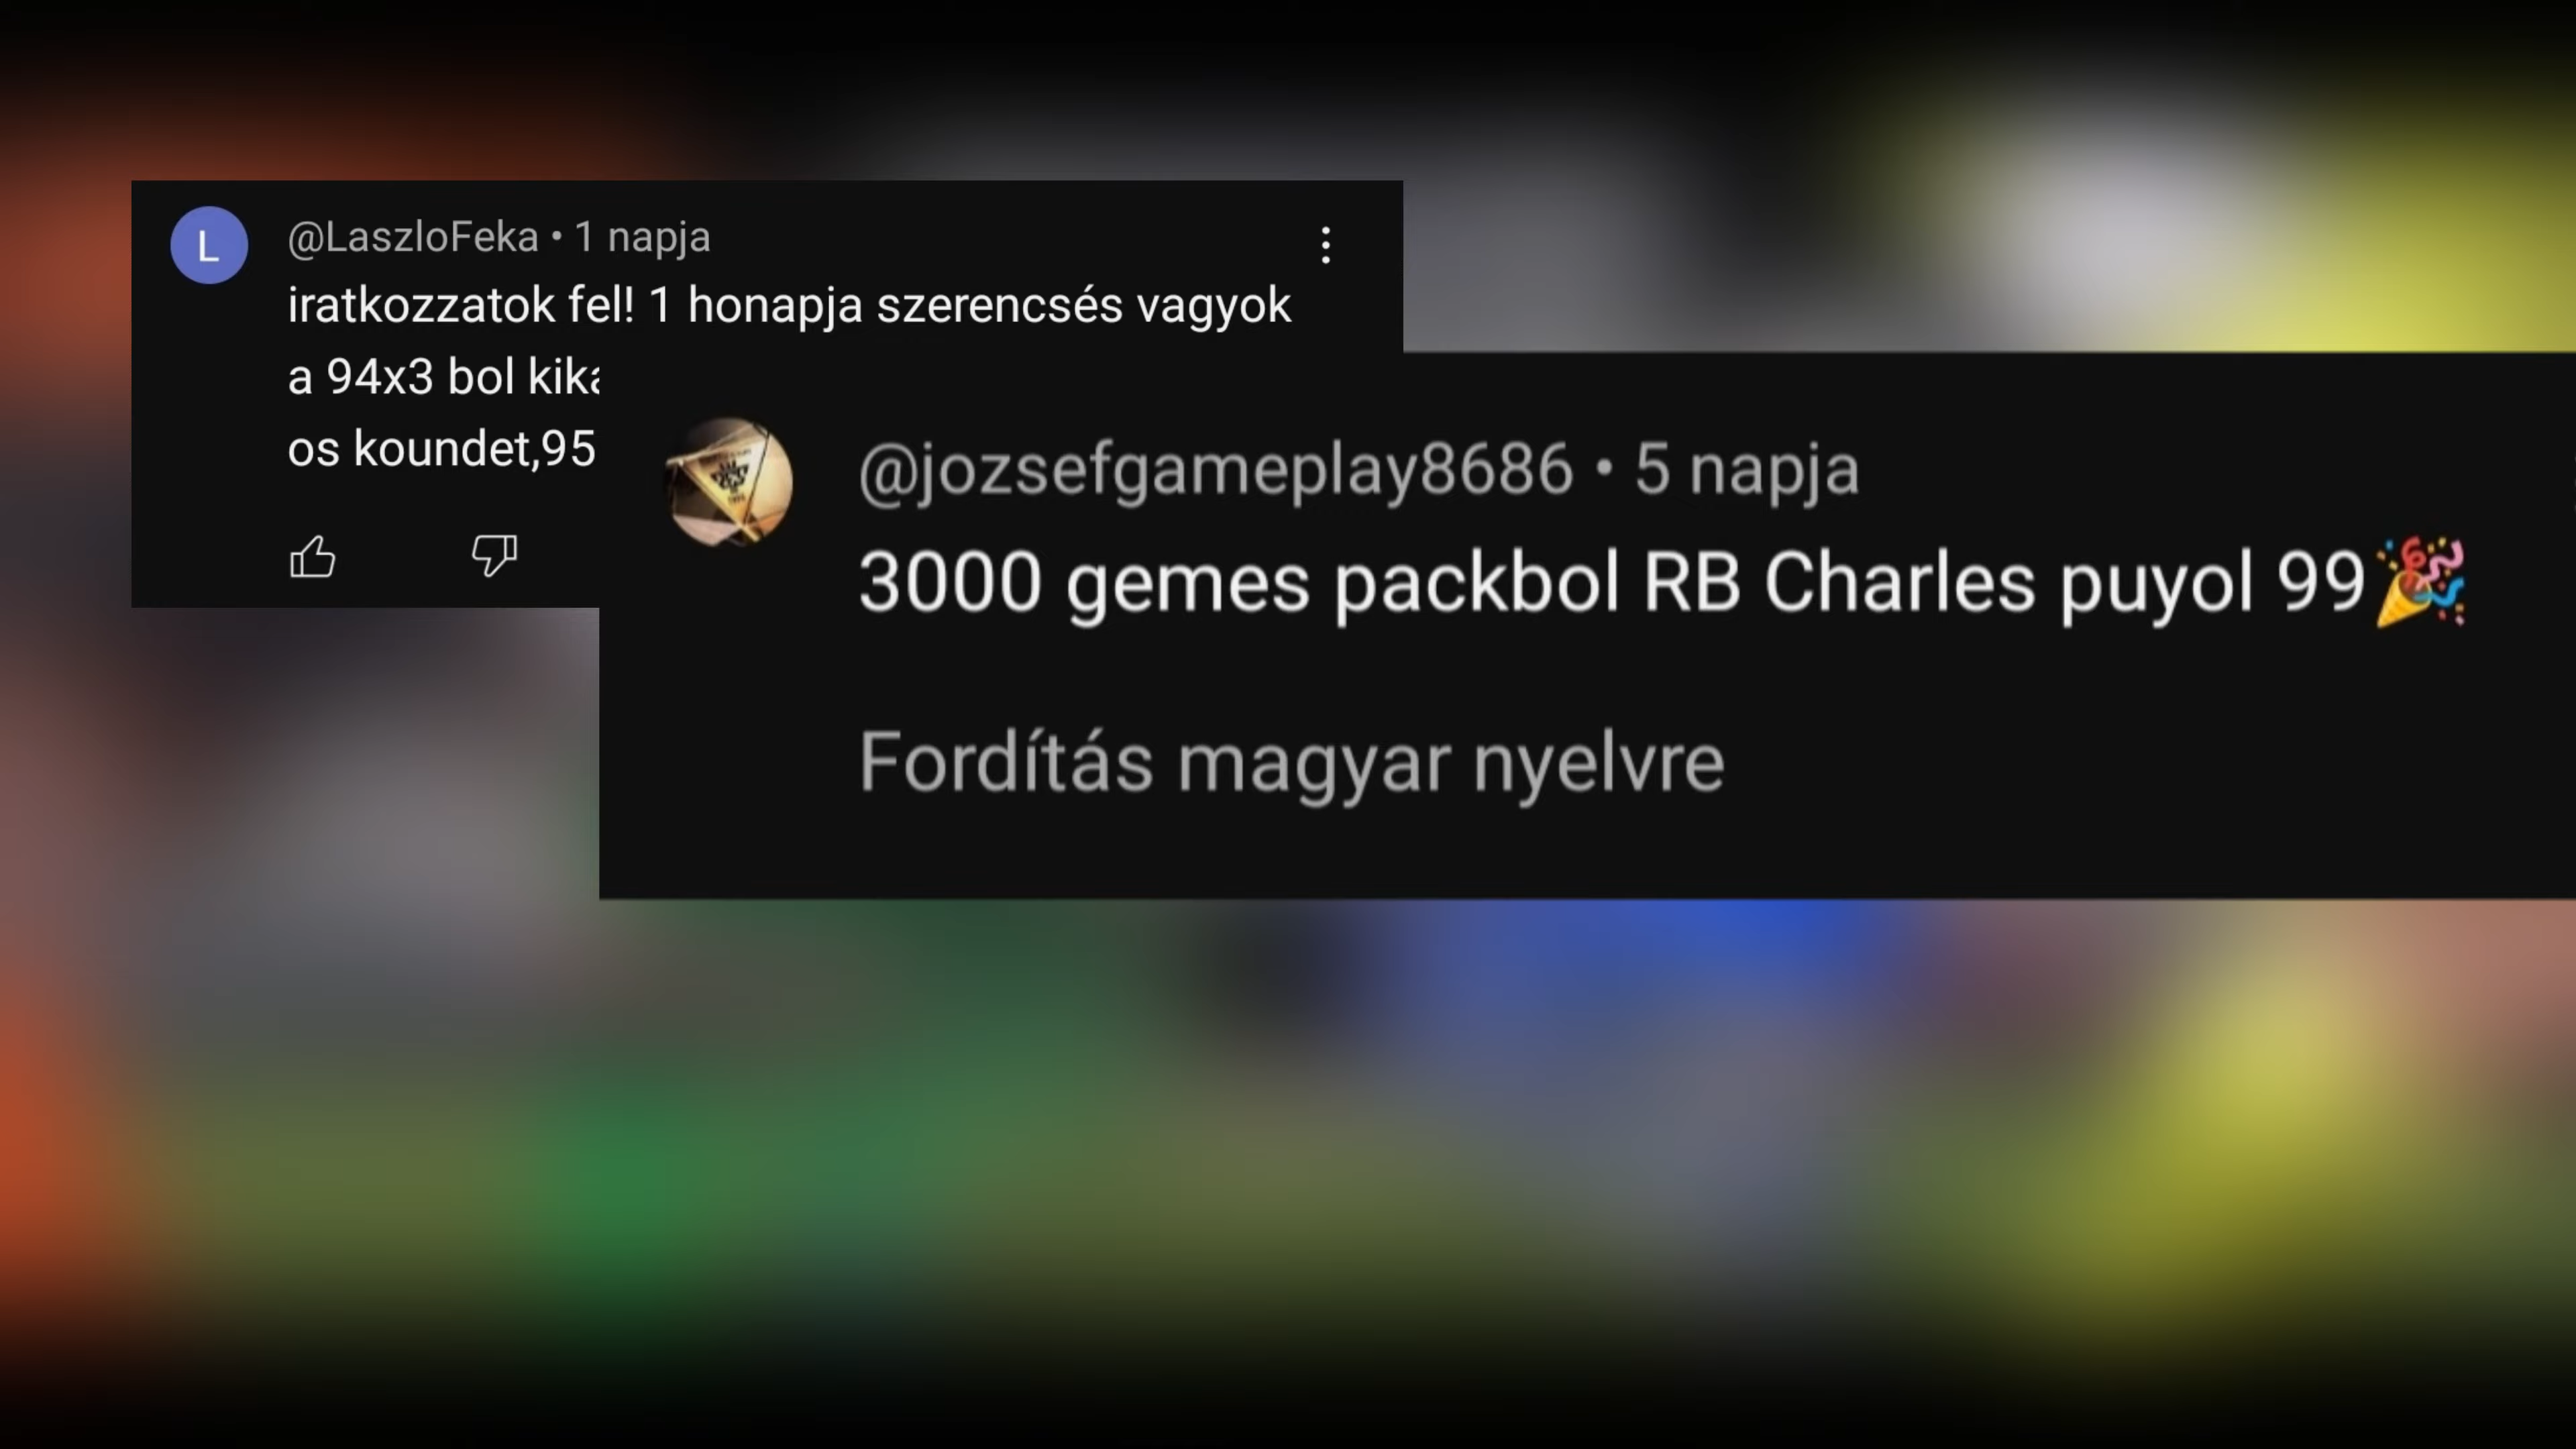 L
@LaszloFeka • 1 napja
iratkozzatok fel! 1 honapja szerencsés vagyok
a 94x3 bol
os koundet,95
@jozsefgameplay8686 • 5 napja
3000 gemes packbol RB Charles puyol 99🎉
Fordítás magyar nyelvre